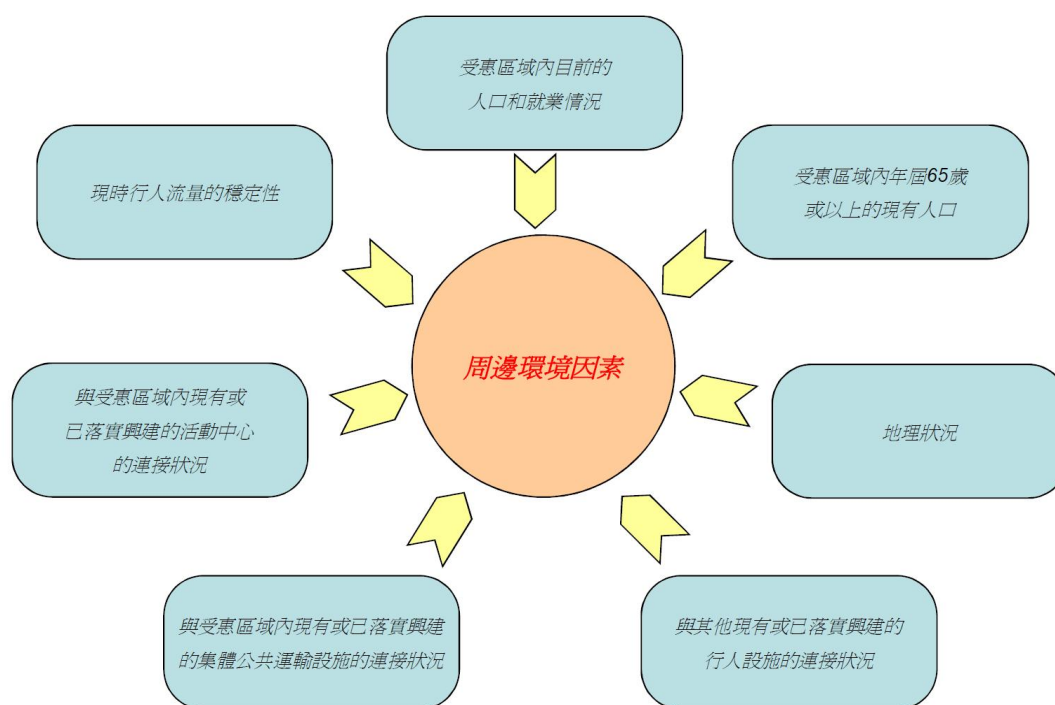 受惠區域內目前的
人口和就業情況
現時行人流量的穩定性
受惠區域內年屆65歲
或以上的現有人口
周邊環境因素
與受惠區域內現有或
已落實興建的活動中心
的連接狀況
地理狀況
與受惠區域內現有或已落實興建
的集體公共運輸設施的連接狀況
與其他現有或已落實興建的
行人設施的連接狀況